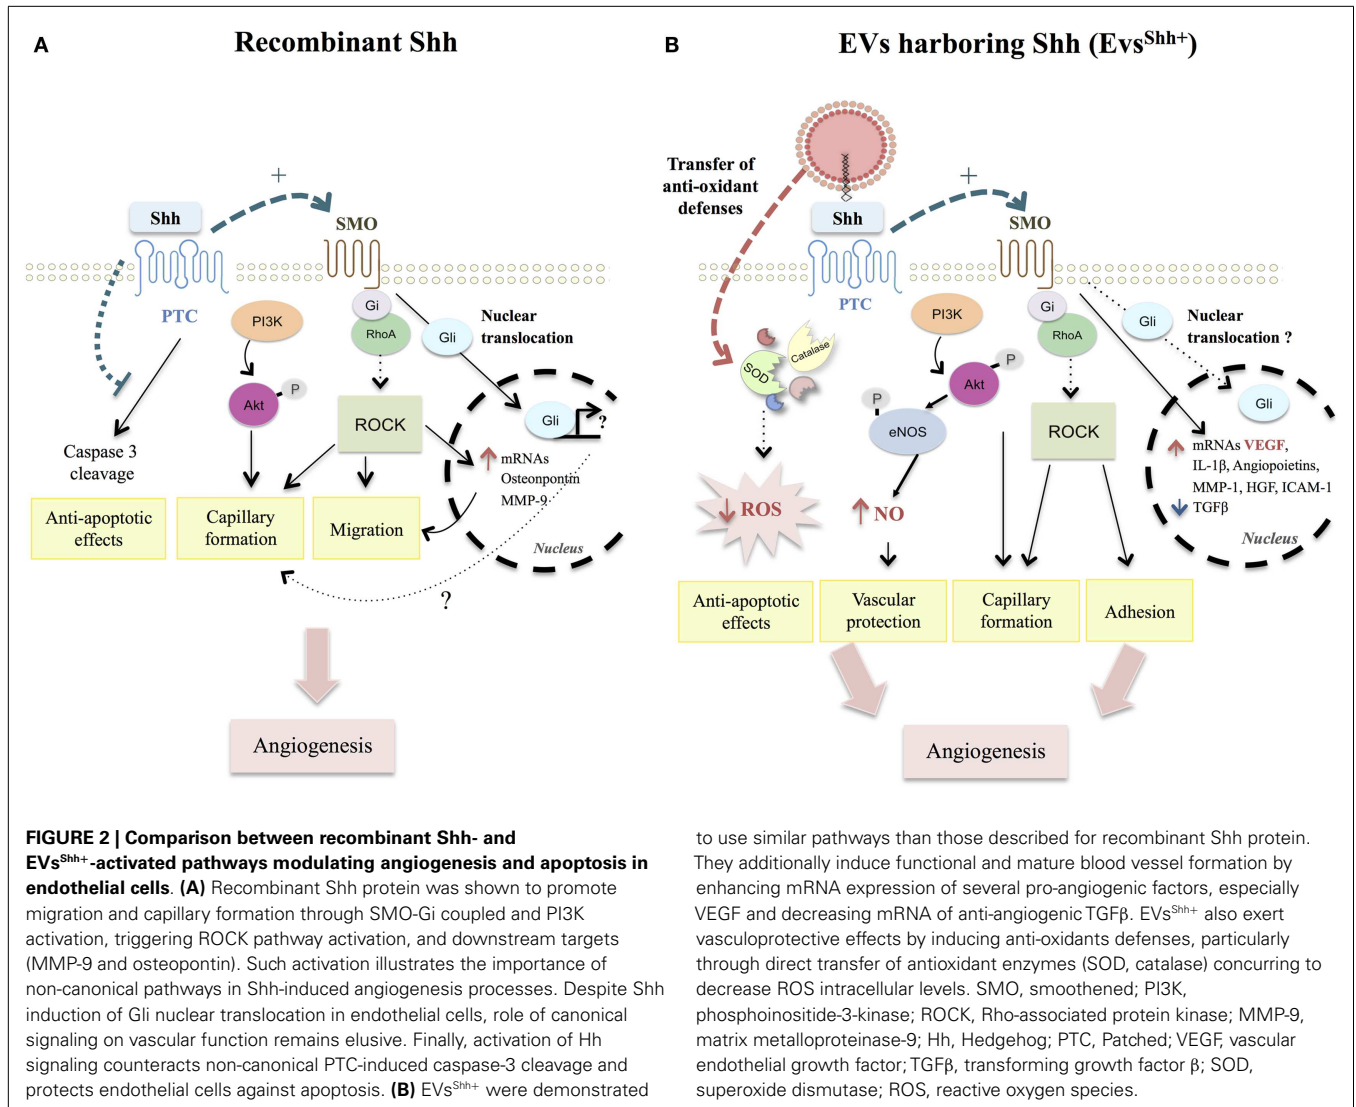 A
Recombinant Shh
+
Shh
SMO
PTC
PI3K
Gi
RhoA
Gli
Nuclear
translocation
Akt
P
ROCK
Gli
?
Caspase 3
cleavage
mRNAs
Osteonpontin
MMP-9
Nucleus
Anti-apoptotic
effects
Capillary
formation
Migration
?
Angiogenesis
B
EVs harboring Shh (Evs^Shh+)
Transfer of
anti-oxidant
defenses
+
Shh
SMO
PTC
PI3K
Gi
RhoA
Gli
Nuclear
translocation ?
SOD
Catalase
Akt
P
P
eNOS
ROCK
Gli
mRNAs VEGF,
IL-1β, Angiopoietins,
MMP-1, HGF, ICAM-1
TGFβ
Nucleus
ROS
NO
Anti-apoptotic
effects
Vascular
protection
Capillary
formation
Adhesion
Angiogenesis
FIGURE 2 | Comparison between recombinant Shh- and
EVs^Shh+-activated pathways modulating angiogenesis and apoptosis in
endothelial cells. (A) Recombinant Shh protein was shown to promote
migration and capillary formation through SMO-Gi coupled and PI3K
activation, triggering ROCK pathway activation, and downstream targets
(MMP-9 and osteopontin). Such activation illustrates the importance of
non-canonical pathways in Shh-induced angiogenesis processes. Despite Shh
induction of Gli nuclear translocation in endothelial cells, role of canonical
signaling on vascular function remains elusive. Finally, activation of Hh
signaling counteracts non-canonical PTC-induced caspase-3 cleavage and
protects endothelial cells against apoptosis. (B) EVs^Shh+ were demonstrated
to use similar pathways than those described for recombinant Shh protein.
They additionally induce functional and mature blood vessel formation by
enhancing mRNA expression of several pro-angiogenic factors, especially
VEGF and decreasing mRNA of anti-angiogenic TGFβ. EVs^Shh+ also exert
vasculoprotective effects by inducing anti-oxidants defenses, particularly
through direct transfer of antioxidant enzymes (SOD, catalase) concurring to
decrease ROS intracellular levels. SMO, smoothened; PI3K,
phosphoinositide-3-kinase; ROCK, Rho-associated protein kinase; MMP-9,
matrix metalloproteinase-9; Hh, Hedgehog; PTC, Patched; VEGF, vascular
endothelial growth factor; TGFβ, transforming growth factor β; SOD,
superoxide dismutase; ROS, reactive oxygen species.